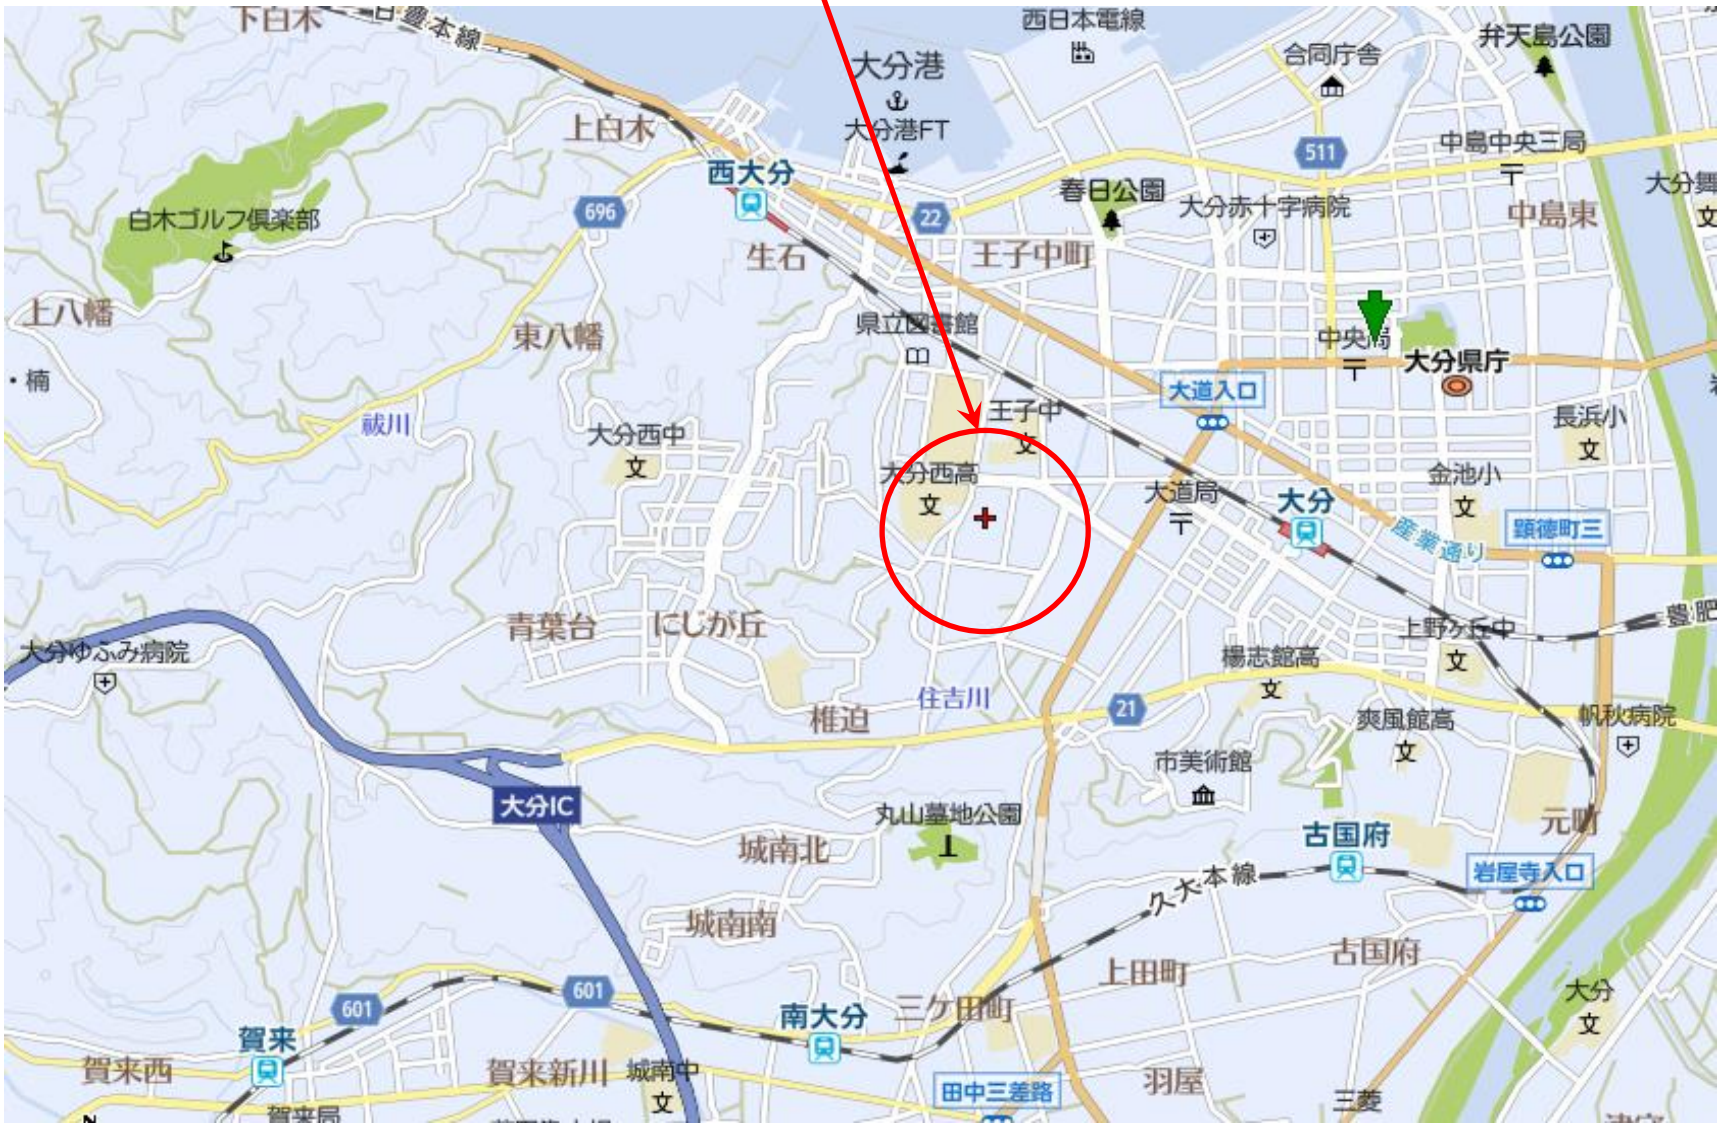 下白木
日豊本線
西日本電線
弁天島公園
大分港
合同庁舎
上白木
大分港FT
511
中島中央三局
西大分
春日公園
大分舞
696
22
大分赤十字病院
中島東
白木ゴルフ倶楽部
生石
王子中町
上八幡
東八幡
県立図書館
中央局
大分県庁
・楠
大道入口
祓川
大分西中
王子中
長浜小
大分西高
大道局
大分
金池小
産業通り
顕徳町三
青葉台
にじが丘
上野ヶ丘中
豊肥
大分ゆふみ病院
楊志館高
住吉川
21
椎迫
爽風館高
帆秋病院
市美術館
大分IC
丸山墓地公園
城南北
古国府
元町
岩屋寺入口
久大本線
城南南
古国府
上田町
601
601
三ケ田町
大分
賀来
南大分
賀来西
賀来新川
城南中
田中三差路
羽屋
三菱
賀来局